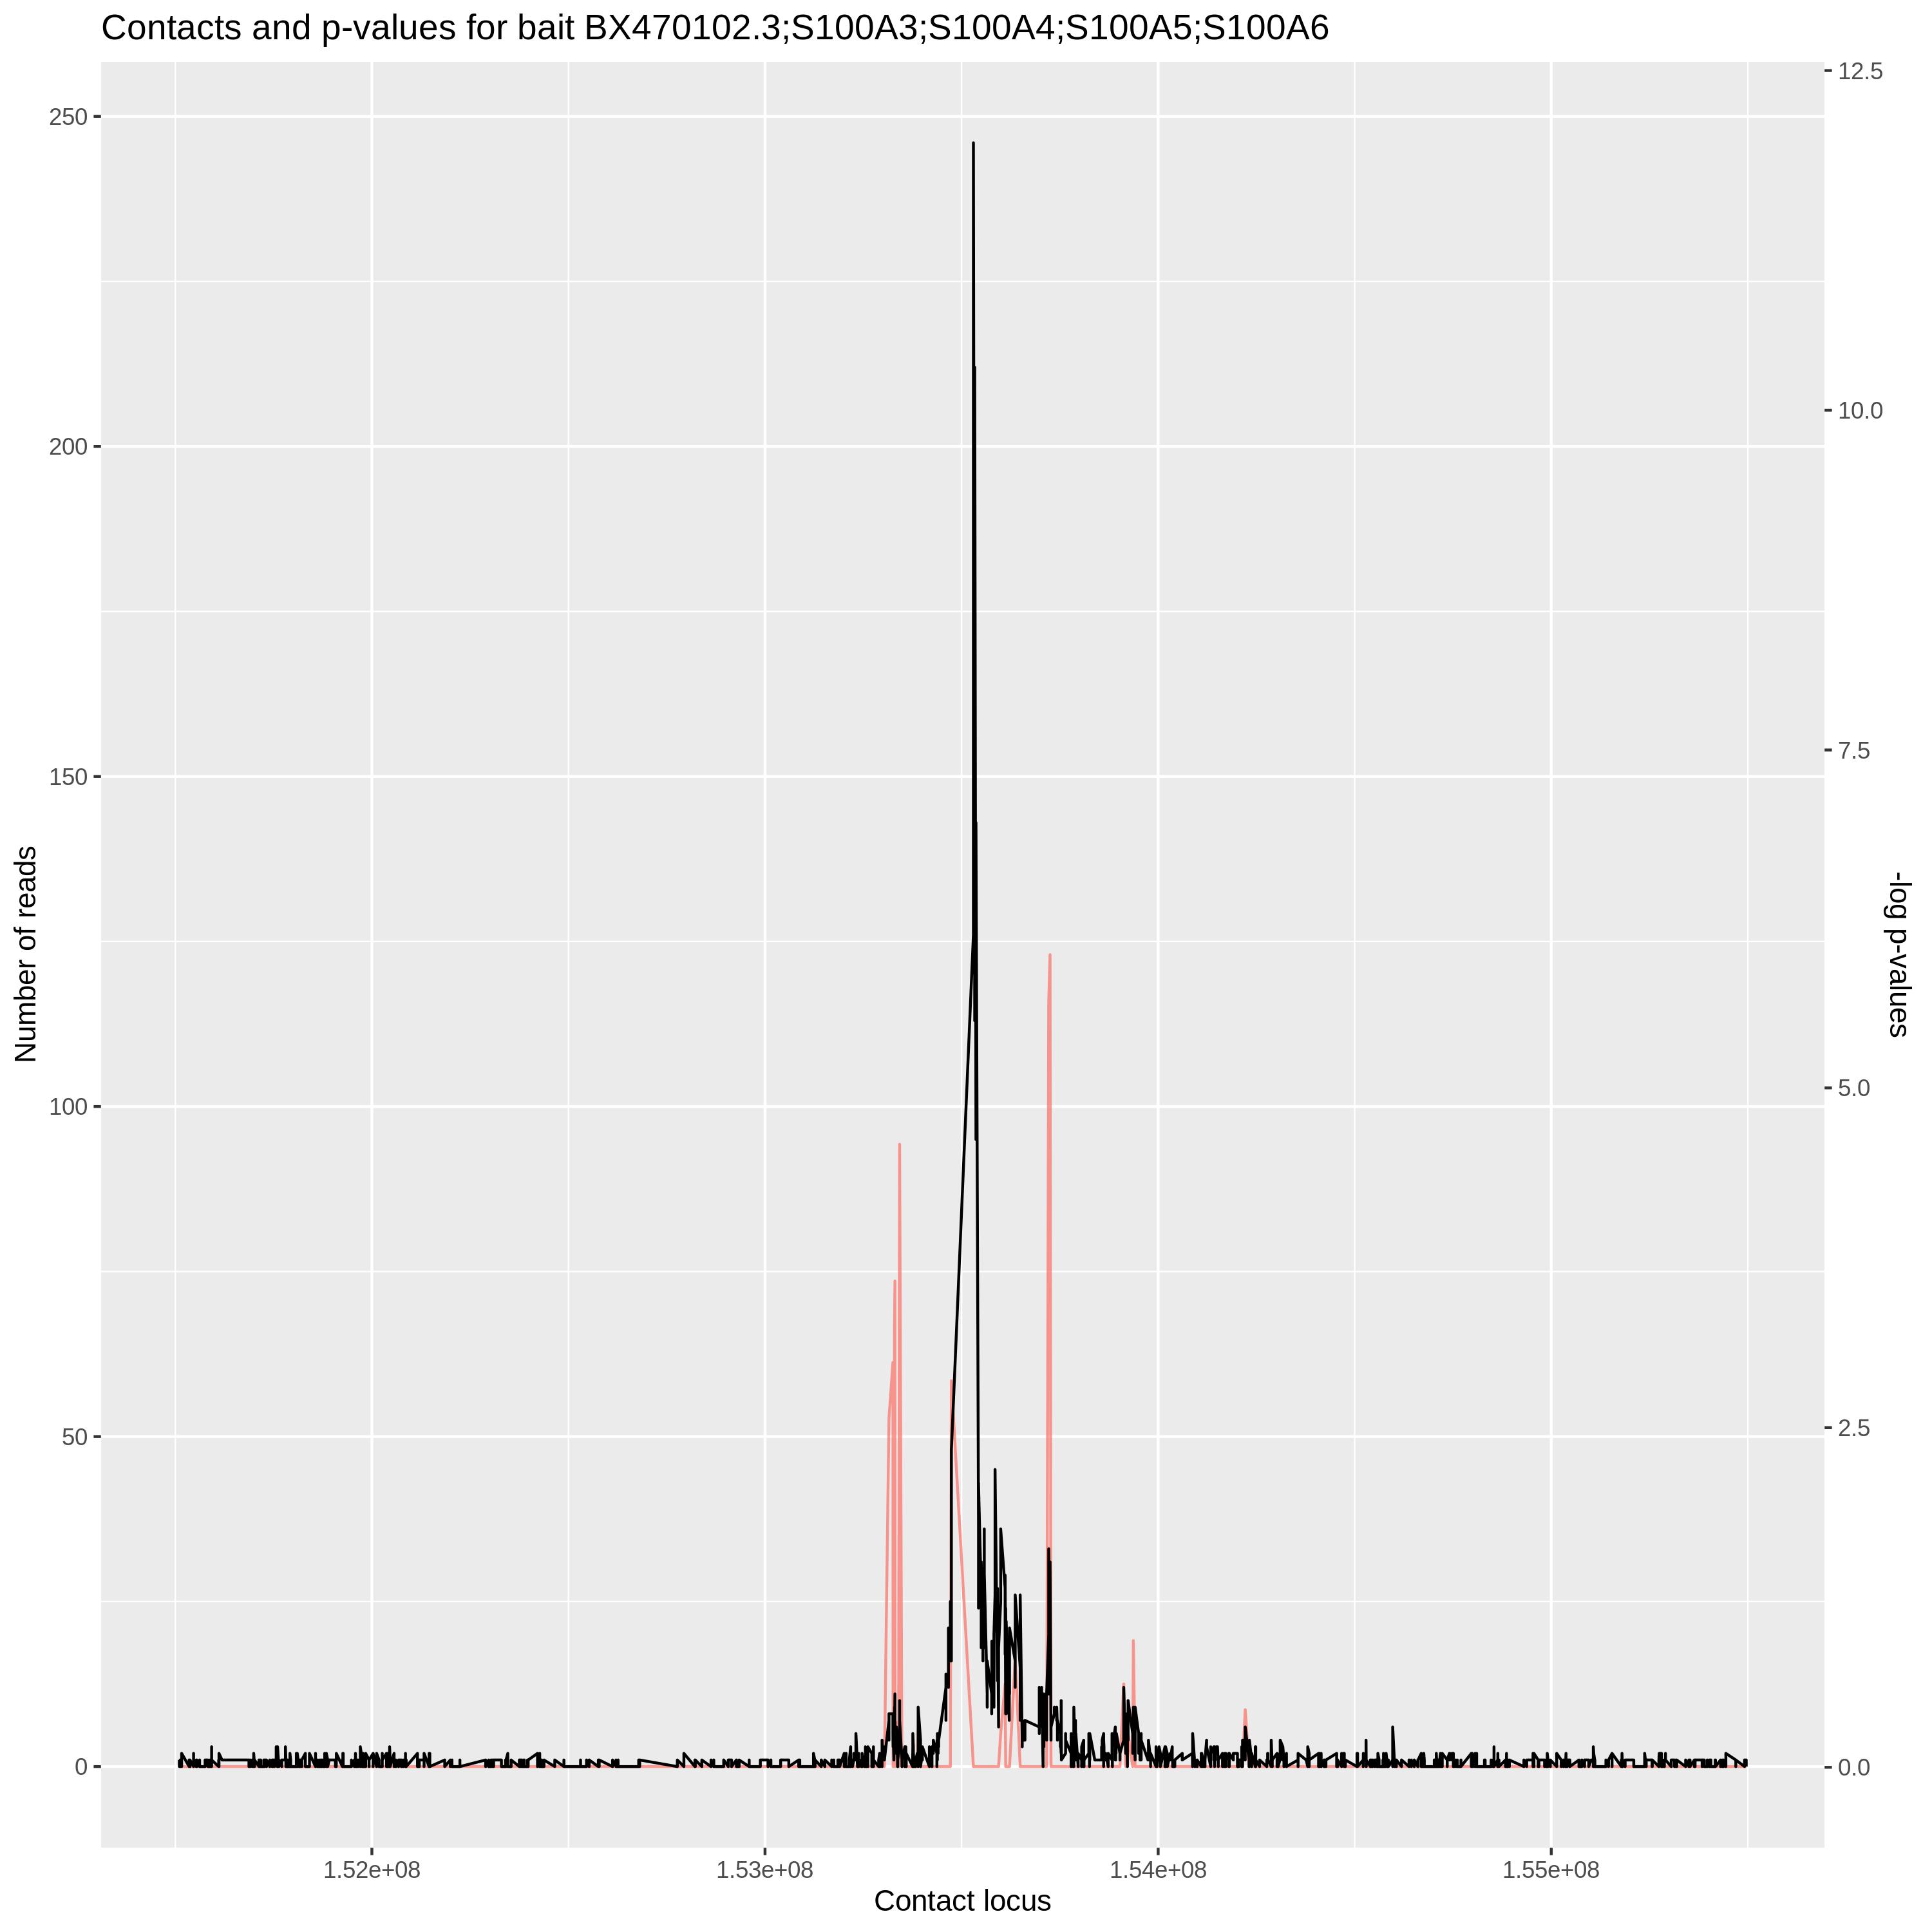 Contacts and p-values for bait BX470102.3;S100A3;S100A4;S100A5;S100A6
250
200
150
100
50
0
Number of reads
12.5
10.0
7.5
5.0
2.5
0.0
-log p-values
1.52e+08
1.53e+08
1.54e+08
1.55e+08
Contact locus